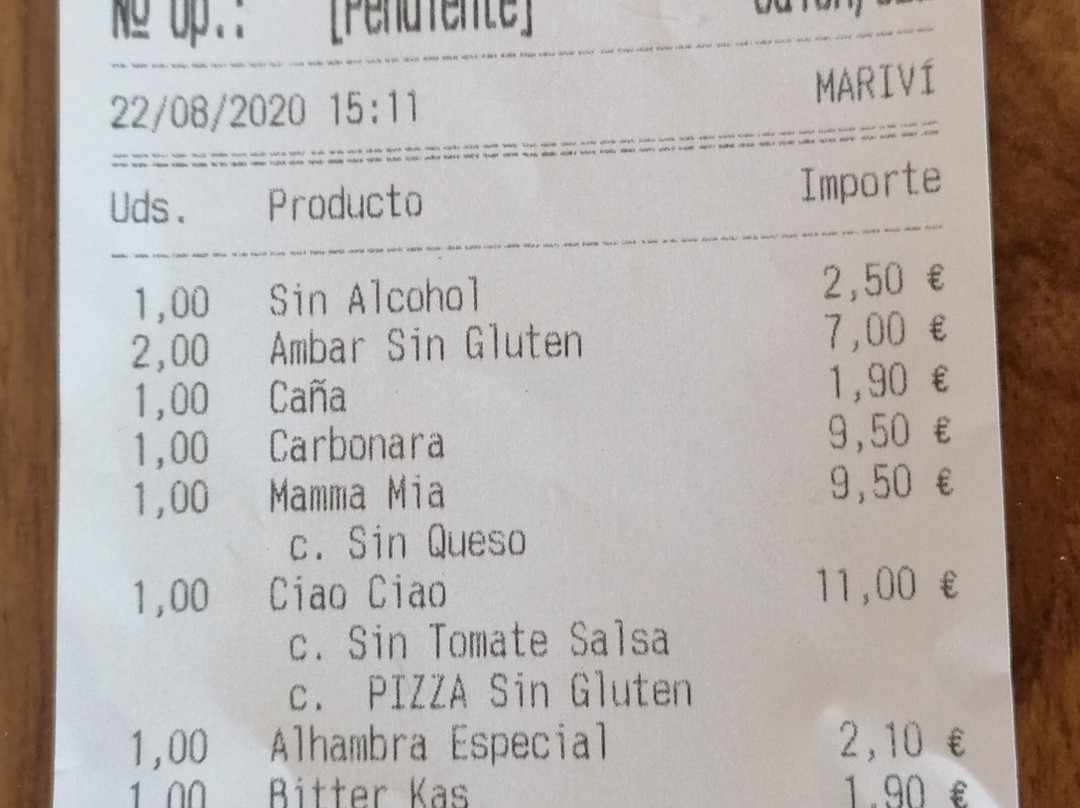 Nº Op.: [Pendiente]
22/08/2020 15:11 MARIVÍ
Uds. Producto Importe
1,00 Sin Alcohol 2,50 €
2,00 Ambar Sin Gluten 7,00 €
1,00 Caña 1,90 €
1,00 Carbonara 9,50 €
1,00 Mamma Mia 9,50 €
c. Sin Queso
1,00 Ciao Ciao 11,00 €
c. Sin Tomate Salsa
c. PIZZA Sin Gluten
1,00 Alhambra Especial 2,10 €
1,00 Bitter Kas 1,90 €